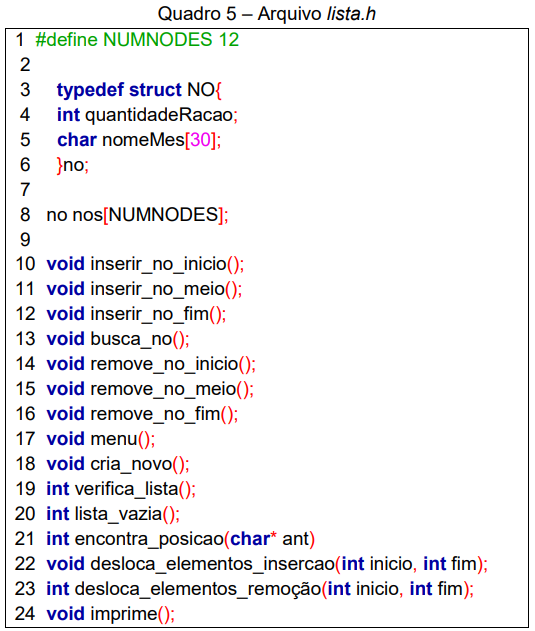 Quadro 5 – Arquivo lista.h
1 #define NUMNODES 12
2
3 typedef struct NO{
4 int quantidadeRacao;
5 char nomeMes[30];
6 }no;
7
8 no nos[NUMNODES];
9
10 void inserir_no_inicio();
11 void inserir_no_meio();
12 void inserir_no_fim();
13 void busca_no();
14 void remove_no_inicio();
15 void remove_no_meio();
16 void remove_no_fim();
17 void menu();
18 void cria_novo();
19 int verifica_lista();
20 int lista_vazia();
21 int encontra_posicao(char* ant)
22 void desloca_elementos_insercao(int inicio, int fim);
23 int desloca_elementos_remoção(int inicio, int fim);
24 void imprime();